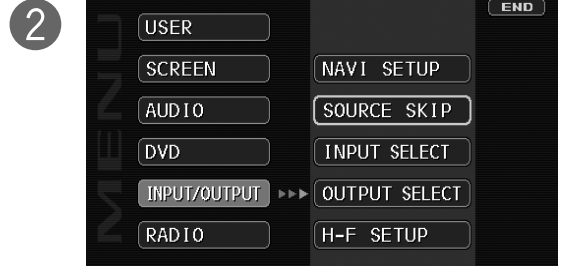 2
END
MENU
USER
SCREEN
NAVI SETUP
AUDIO
SOURCE SKIP
DVD
INPUT SELECT
INPUT/OUTPUT
OUTPUT SELECT
RADIO
H-F SETUP